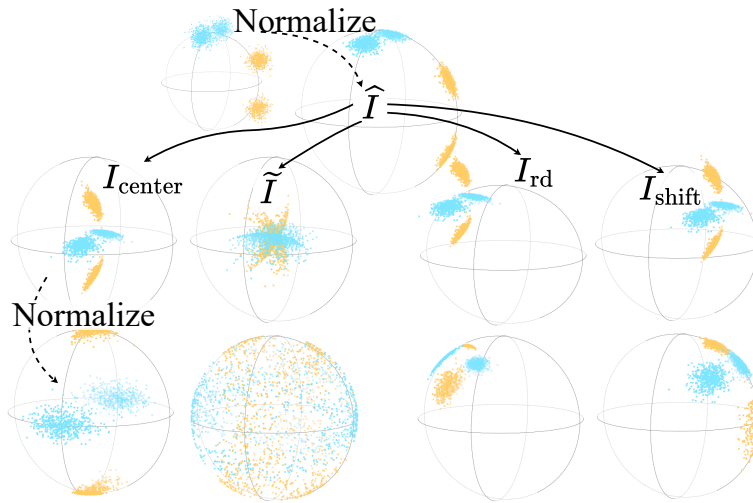 Normalize
Î
I_center
Ĩ
I_rd
I_shift
Normalize